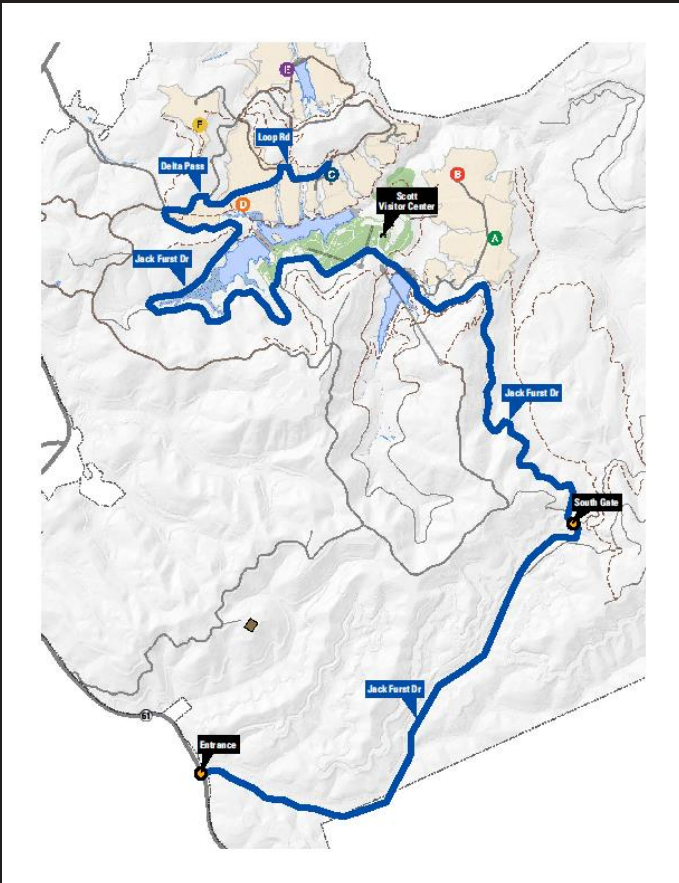 E
F
Loop Rd
Delta Pass
C
B
Scott
Visitor Center
D
A
Jack Furst Dr
Jack Furst Dr
South Gate
Jack Furst Dr
61
Entrance